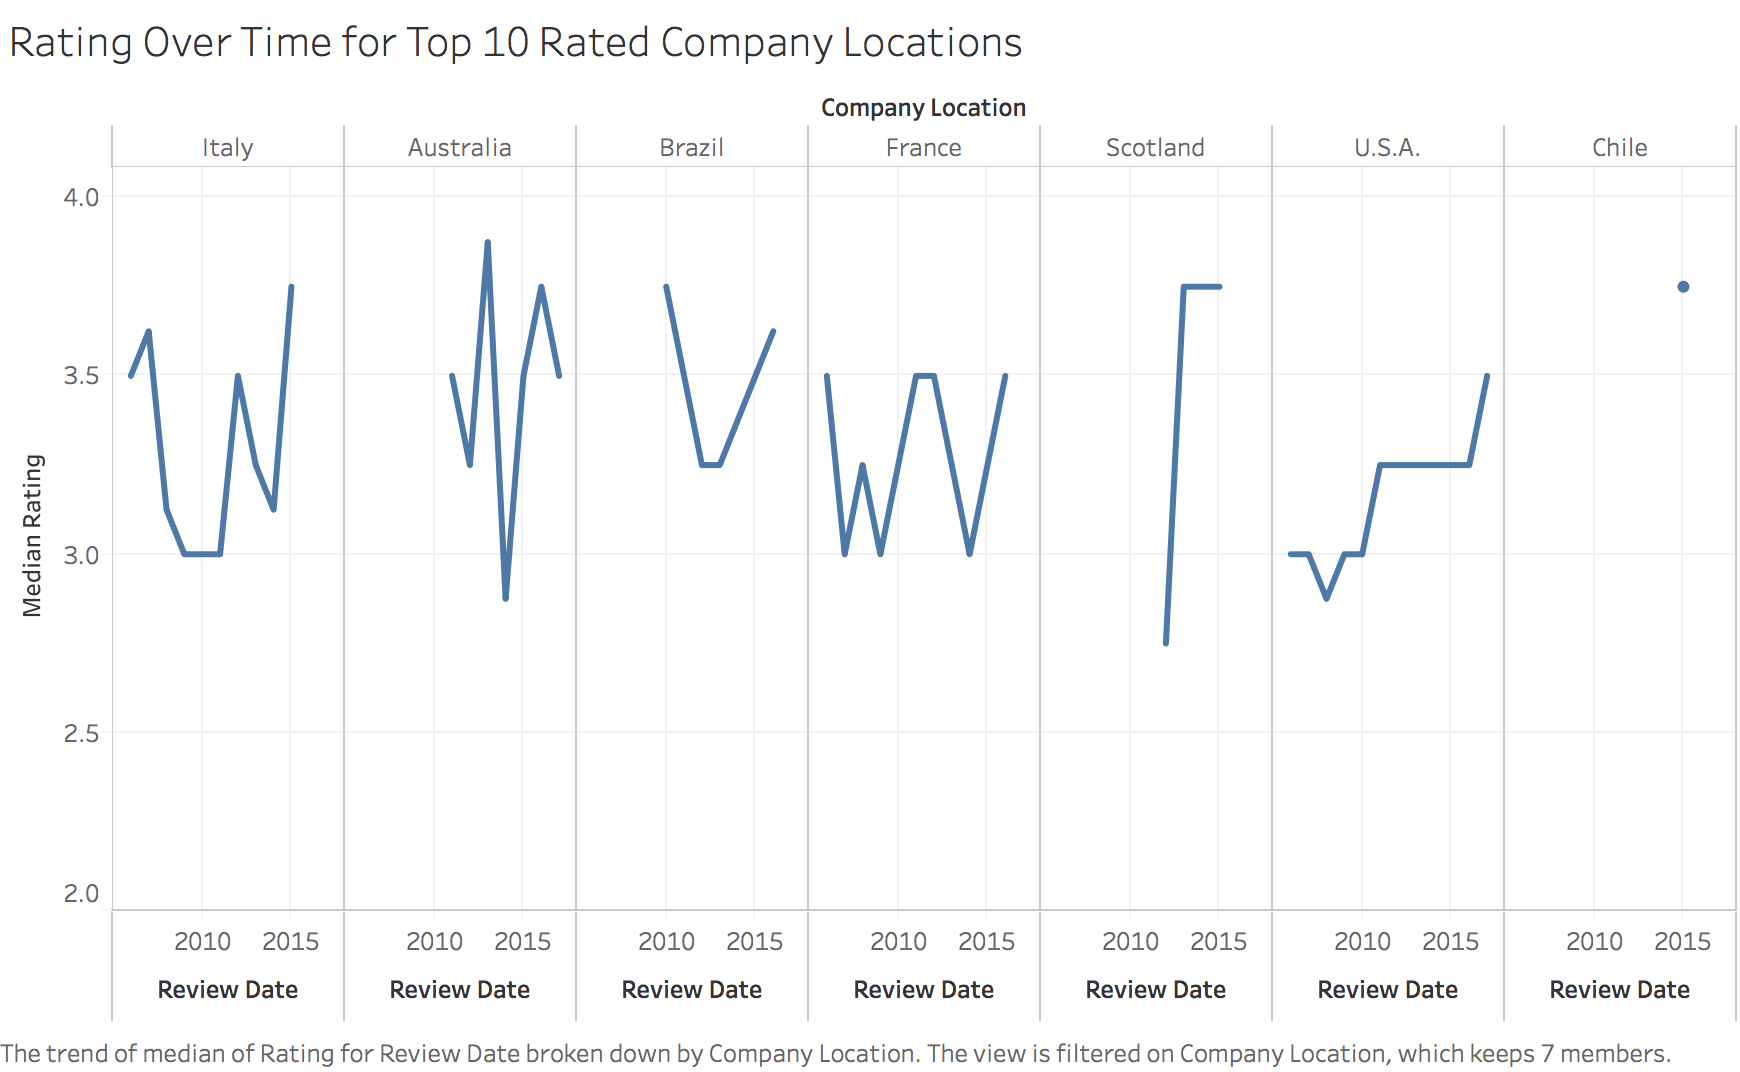 Rating Over Time for Top 10 Rated Company Locations
Company Location
Italy Australia Brazil France Scotland U.S.A. Chile
4.0
3.5
3.0
2.5
2.0
Median Rating
2010 2015 2010 2015 2010 2015 2010 2015 2010 2015 2010 2015 2010 2015
Review Date Review Date Review Date Review Date Review Date Review Date Review Date
The trend of median of Rating for Review Date broken down by Company Location. The view is filtered on Company Location, which keeps 7 members.